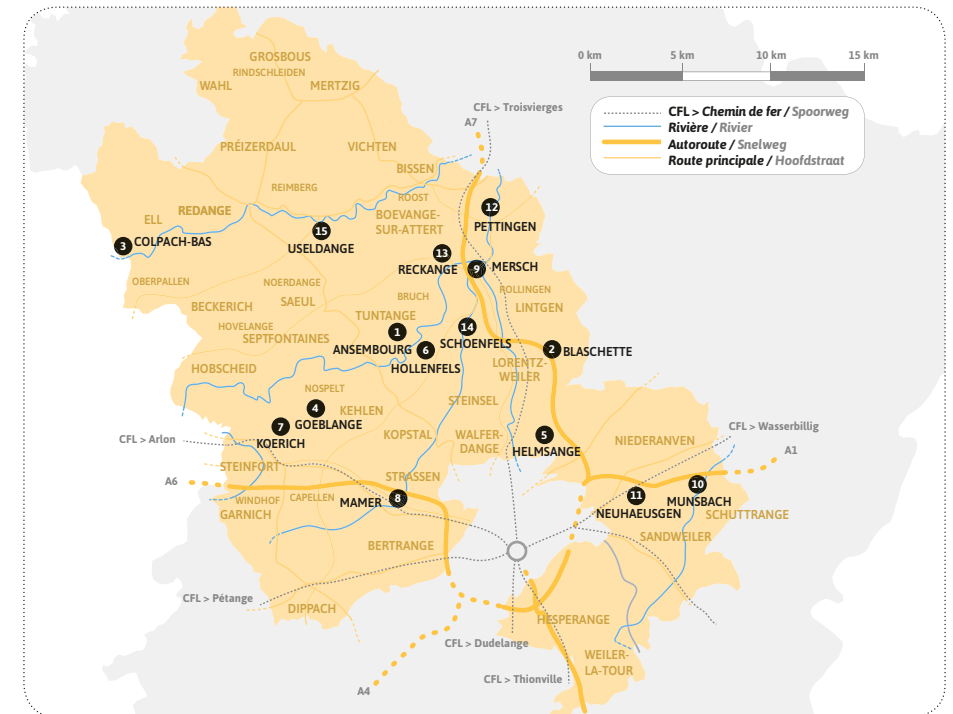 0 km 5 km 10 km 15 km
CFL > Chemin de fer / Spoorweg
Rivière / Rivier
Autoroute / Snelweg
Route principale / Hoofdstraat
GROSBOUS
RINDSCHLEIDEN
WAHL
MERTZIG
CFL > Troisvierges
A7
PRÉIZERDAUL
VICHTEN
BISSEN
REIMBERG
ROOST
ELL
REDANGE
BOEVANGE-
SUR-ATTERT
12
PETTINGEN
15
USELDANGE
3 COLPACH-BAS
13
RECKANGE
9 MERSCH
OBERPALLEN
NOERDANGE
ROLLINGEN
BECKERICH
SAEUL
BRUCH
LINTGEN
TUNTANGE
HOVELANGE
SEPTFONTAINES
1
ANSEMBOURG
14
SCHOENFELS
6
HOLLENFELS
2 BLASCHETTE
HOBSCHEID
LORENTZ-
WEILER
NOSPELT
4
GOEBLANGE
KEHLEN
STEINSEL
7
KOERICH
CFL > Arlon
KOPSTAL
WALFER-
DANGE
5
HELMSANGE
CFL > Wasserbillig
NIEDERANVEN
A1
STEINFORT
A6
STRASSEN
WINDHOF
CAPELLEN
MAMER 8
GARNICH
10
MUNSBACH
11
NEUHAEUSGEN
SCHUTTRANGE
SANDWEILER
BERTRANGE
CFL > Pétange
DIPPACH
HESPERANGE
CFL > Dudelange
WEILER-
LA-TOUR
CFL > Thionville
A4